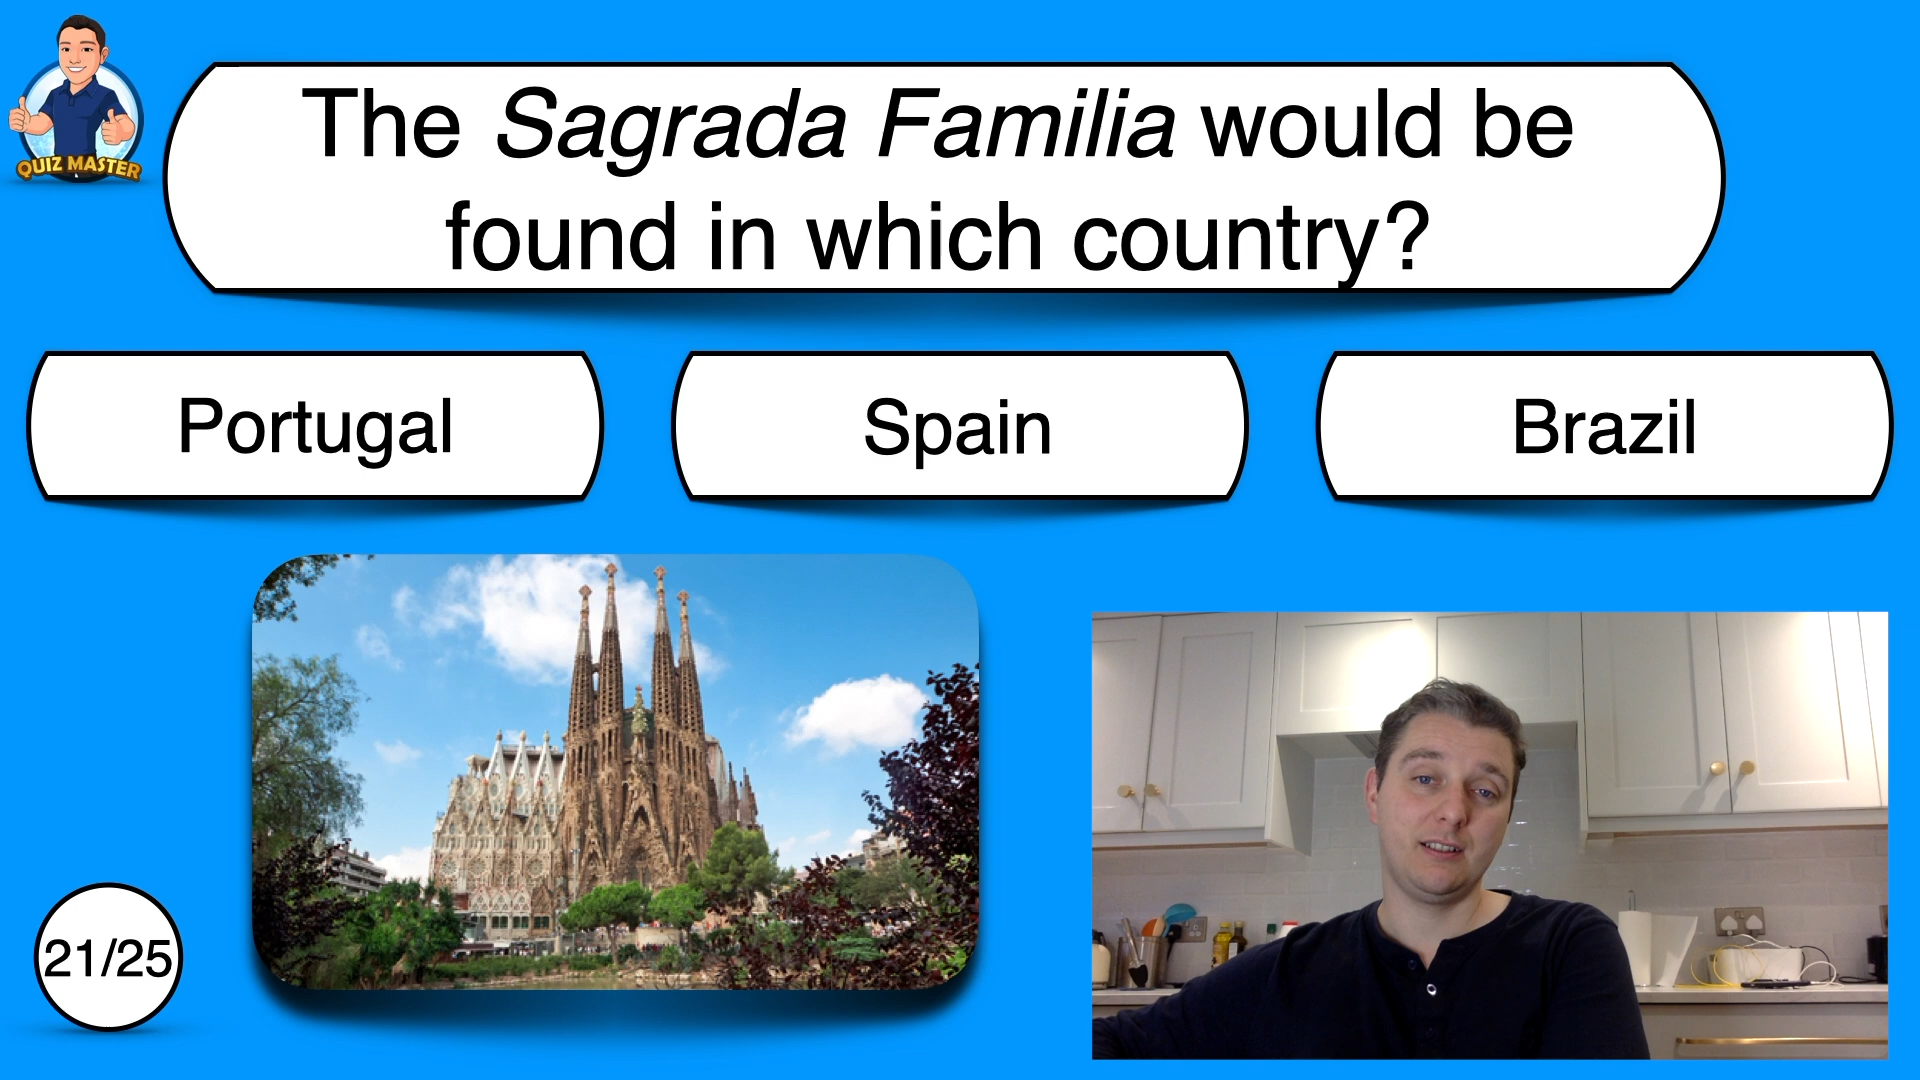 QUIZ MASTER
The Sagrada Familia would be
found in which country?
Portugal
Spain
Brazil
21/25